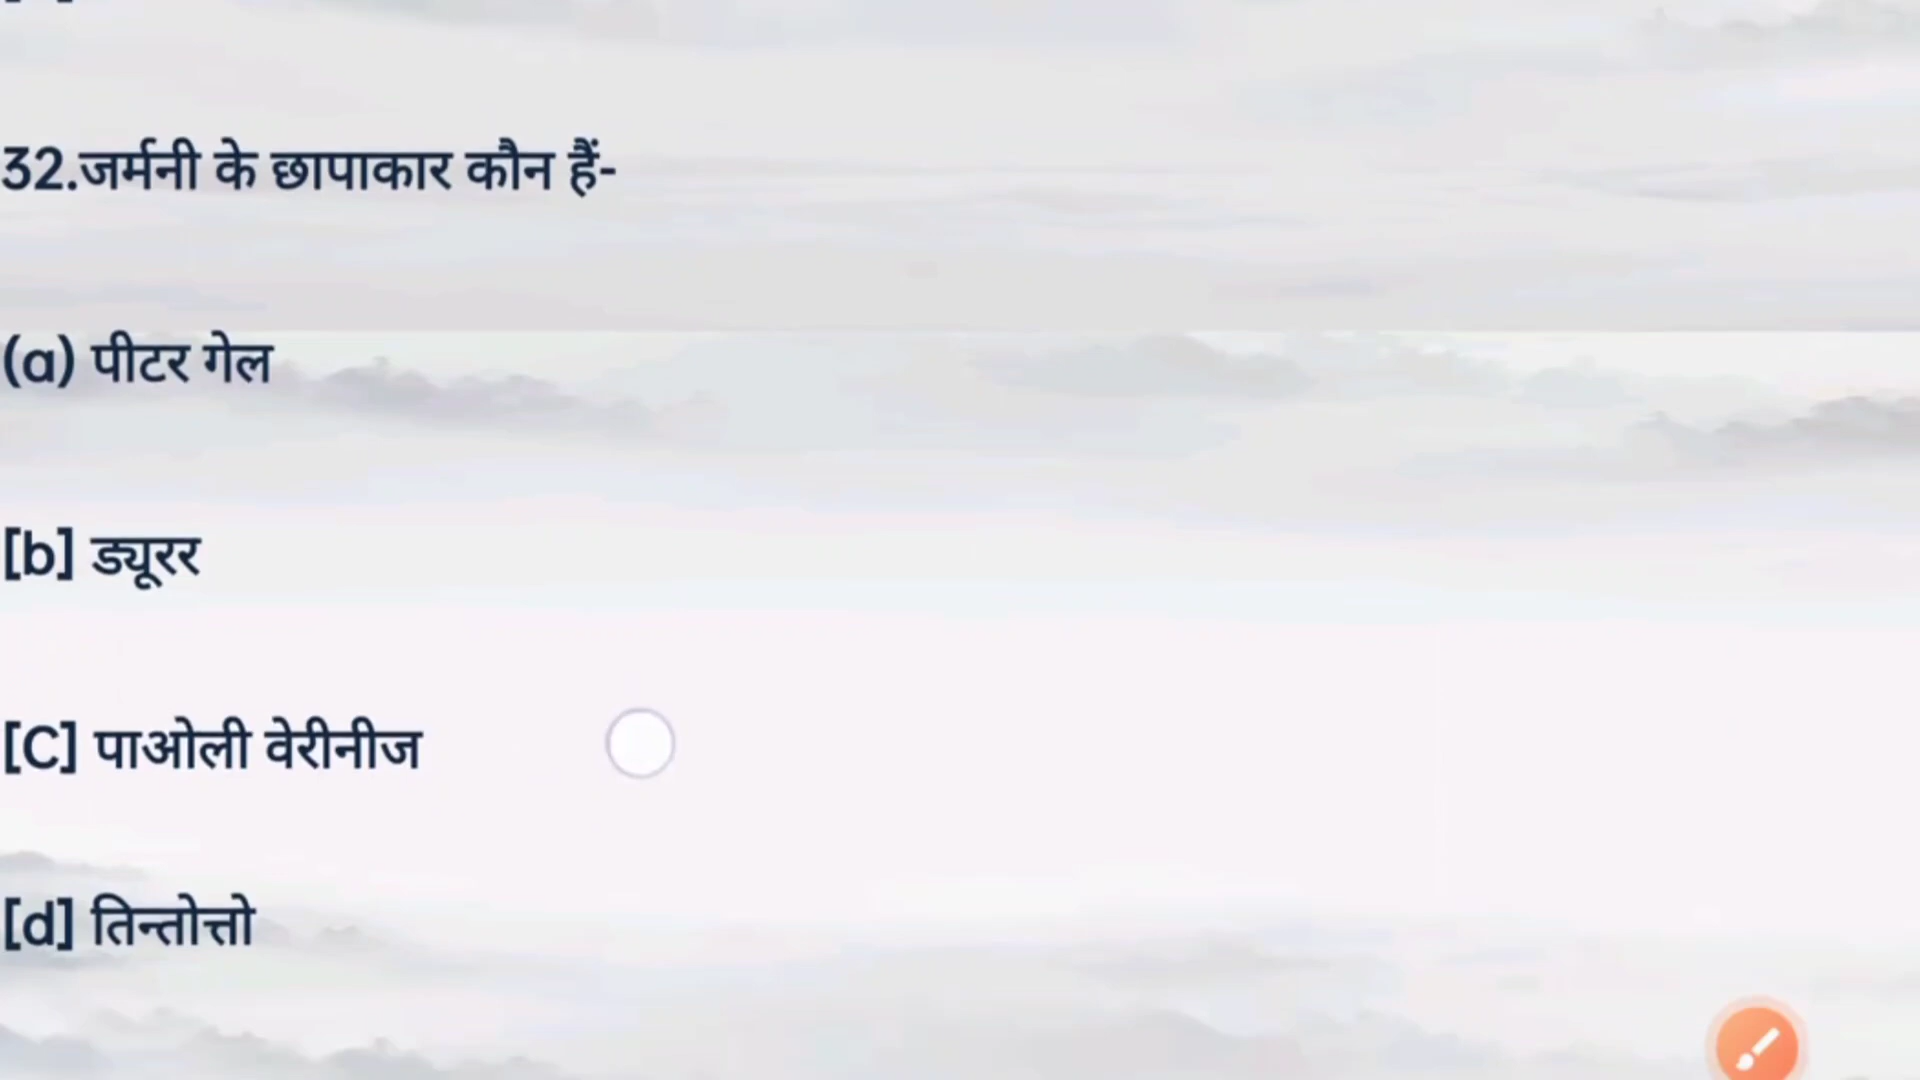 32.जर्मनी के छापाकार कौन हैं-
(a) पीटर गेल
[b] ड्यूरर
[C] पाओली वेरीनीज
[d] तिन्तोत्तो